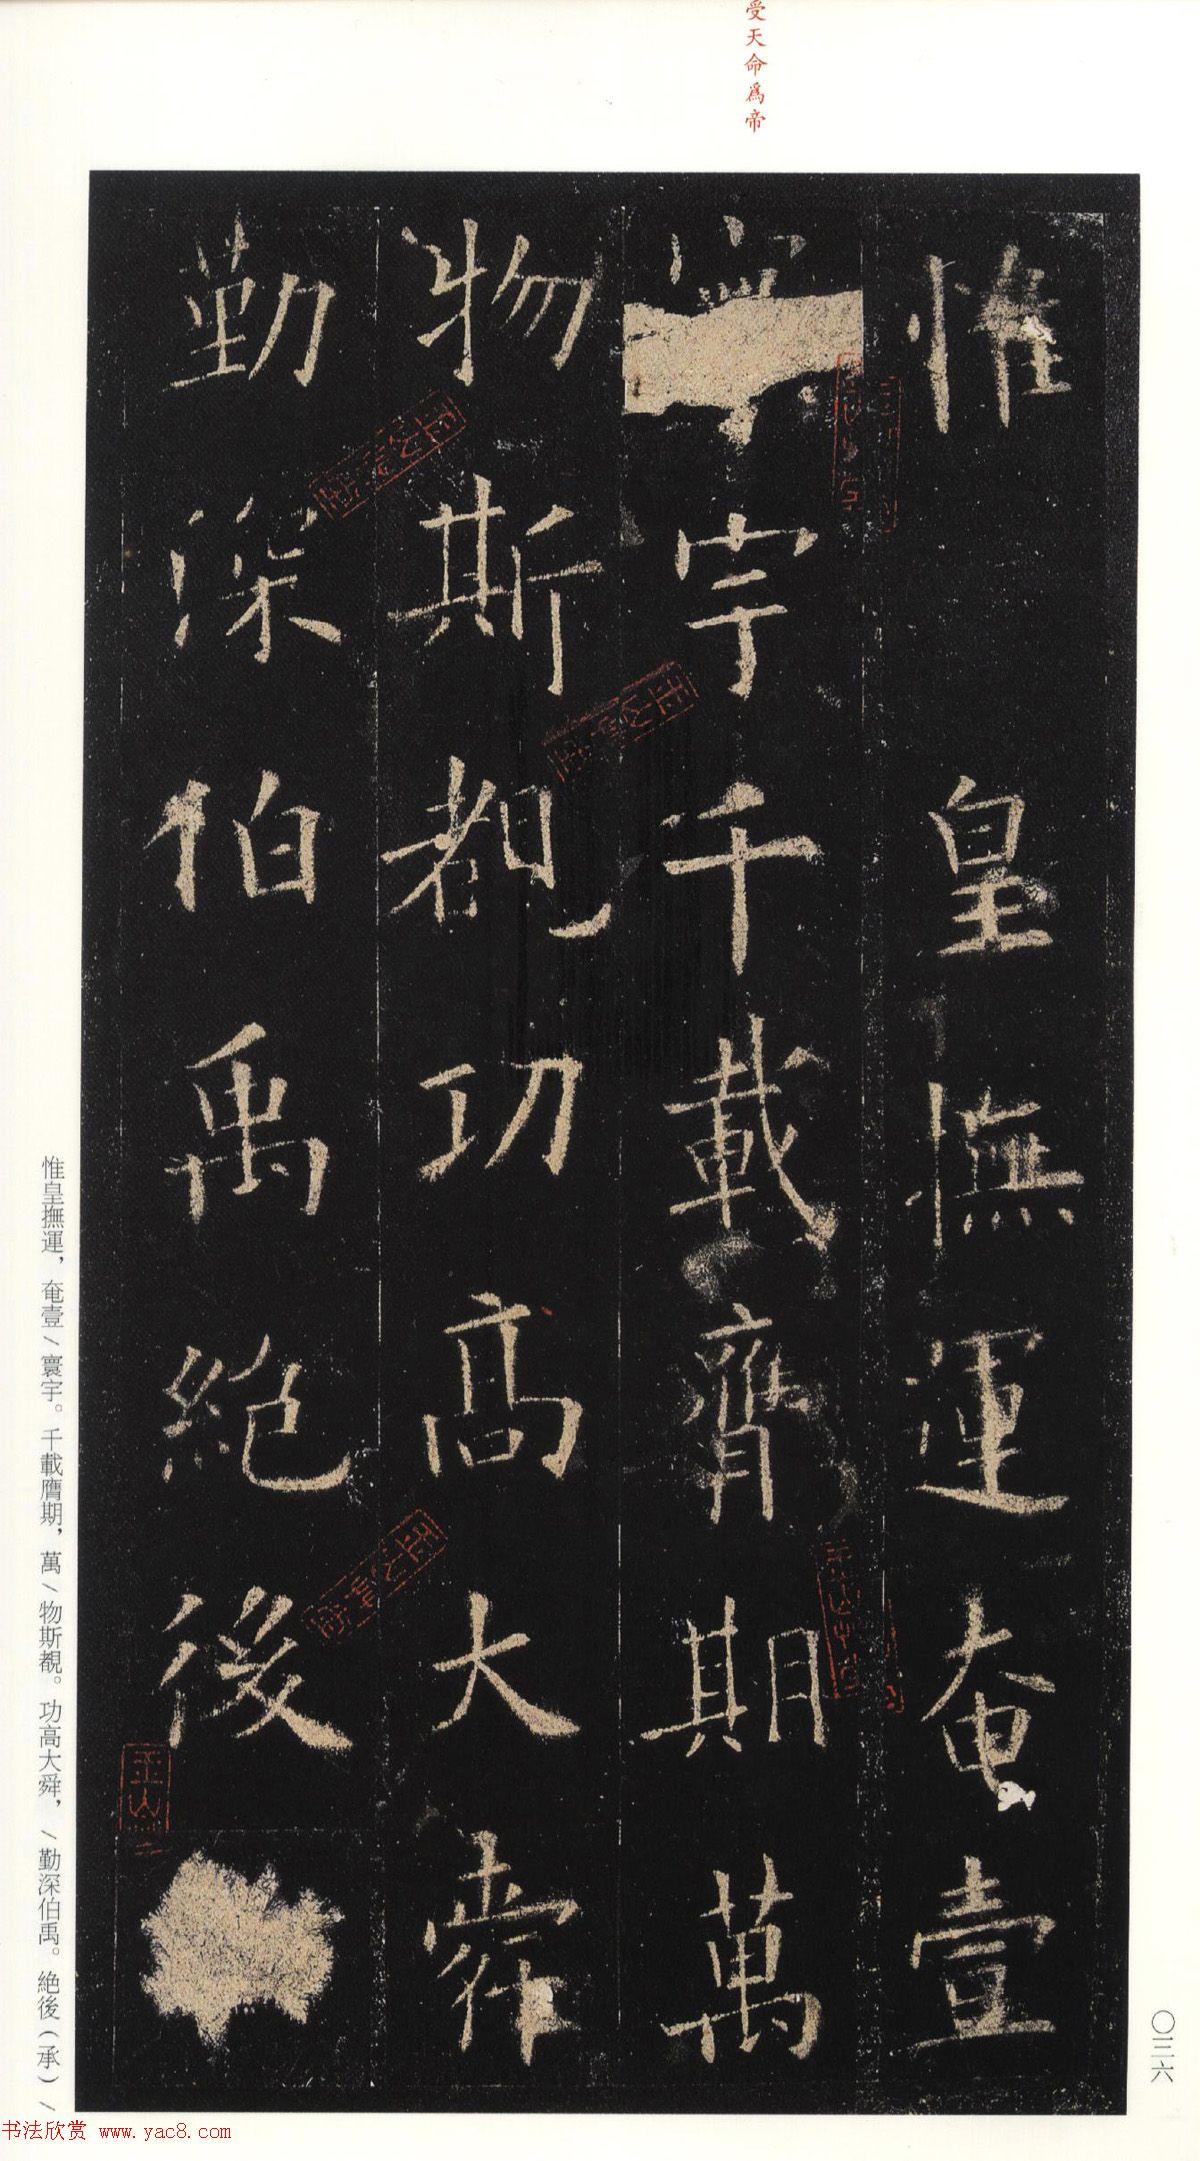 受天命爲帝
惟皇撫運奄壹
宇千載膺期萬
物斯覩功高大舜
勤深伯禹絕後
〇三六
惟皇撫運，奄壹／寰宇。千載膺期，萬／物斯覩。功高大舜，／勤深伯禹。絶後（承）／
书法欣赏 www.yac8.com